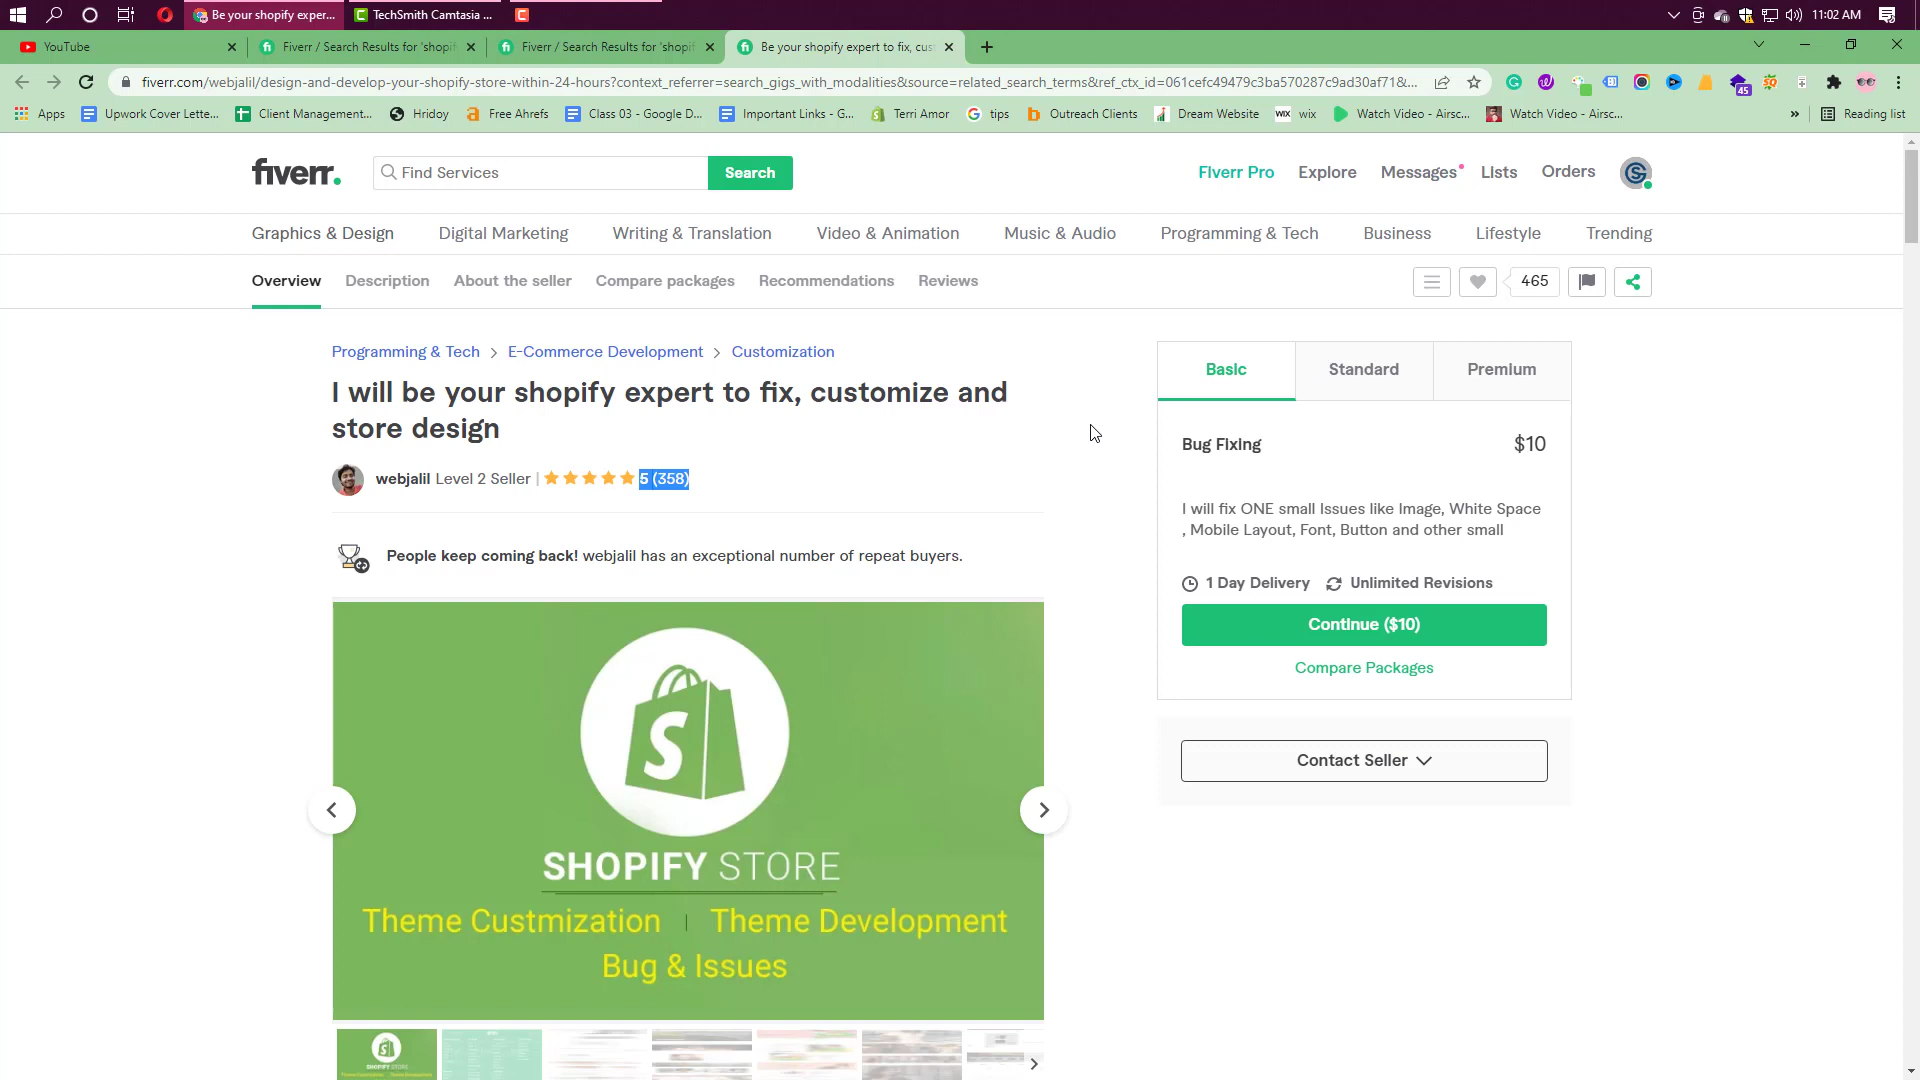 Be your shopify exper...
TechSmith Camtasia ...
11:02 AM
YouTube
Fiverr / Search Results for 'shopif
Fiverr / Search Results for 'shopif
Be your shopify expert to fix, cus
fiverr.com/webjalil/design-and-develop-your-shopify-store-within-24-hours?context_referrer=search_gigs_with_modalities&source=related_search_terms&ref_ctx_id=061cefc49479c3ba570287c9ad30af71&...
45
Apps
Upwork Cover Lette...
Client Management...
Hridoy
Free Ahrefs
Class 03 - Google D...
Important Links - G...
Terri Amor
tips
Outreach Clients
Dream Website
WIX wix
Watch Video - Airsc...
Watch Video - Airsc...
»
Reading list
fiverr.
Find Services
Search
Fiverr Pro
Explore
Messages
Lists
Orders
Graphics & Design
Digital Marketing
Writing & Translation
Video & Animation
Music & Audio
Programming & Tech
Business
Lifestyle
Trending
Overview
Description
About the seller
Compare packages
Recommendations
Reviews
465
Programming & Tech > E-Commerce Development > Customization
I will be your shopify expert to fix, customize and
store design
webjalil Level 2 Seller | 5 (358)
People keep coming back! webjalil has an exceptional number of repeat buyers.
SHOPIFY STORE
Theme Custmization | Theme Development
Bug & Issues
Basic
Standard
Premium
Bug Fixing
$10
I will fix ONE small Issues like Image, White Space
, Mobile Layout, Font, Button and other small
1 Day Delivery
Unlimited Revisions
Continue ($10)
Compare Packages
Contact Seller
SHOPIFY STORE